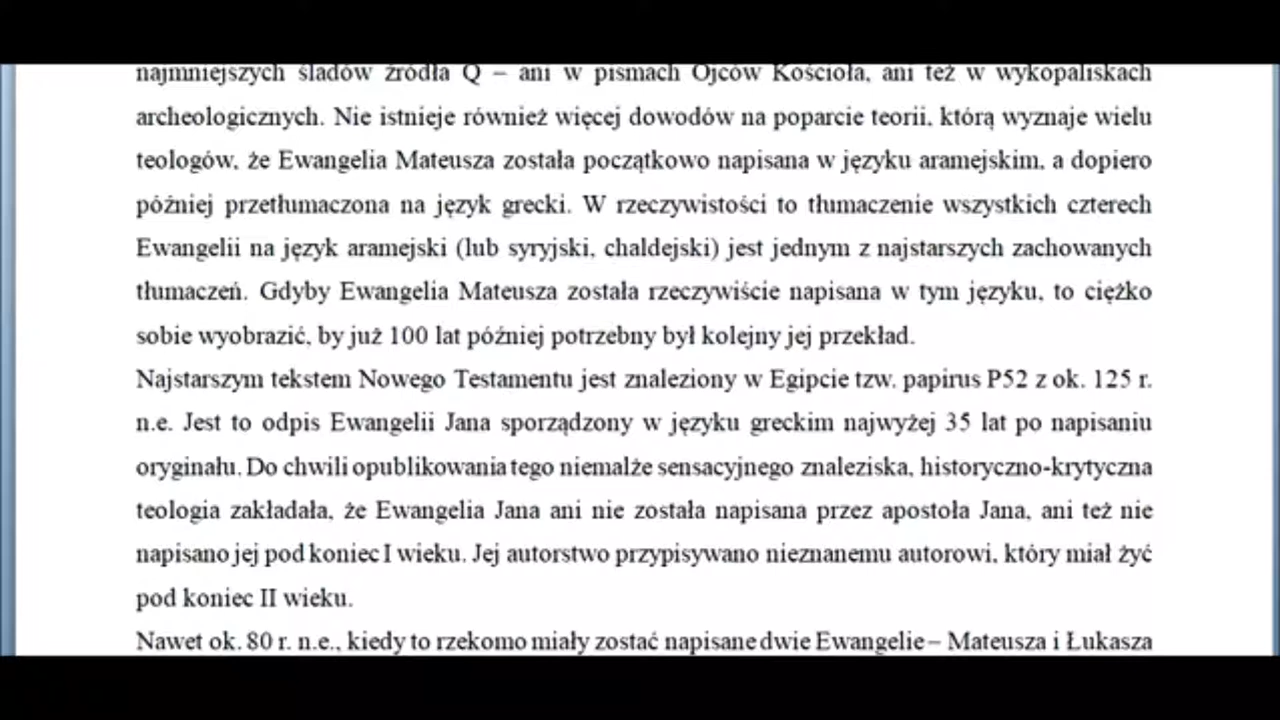 najmniejszych śladów źródła Q – ani w pismach Ojców Kościoła, ani też w wykopaliskach
archeologicznych. Nie istnieje również więcej dowodów na poparcie teorii, którą wyznaje wielu
teologów, że Ewangelia Mateusza została początkowo napisana w języku aramejskim, a dopiero
później przetłumaczona na język grecki. W rzeczywistości to tłumaczenie wszystkich czterech
Ewangelii na język aramejski (lub syryjski, chaldejski) jest jednym z najstarszych zachowanych
tłumaczeń. Gdyby Ewangelia Mateusza została rzeczywiście napisana w tym języku, to ciężko
sobie wyobrazić, by już 100 lat później potrzebny był kolejny jej przekład.
Najstarszym tekstem Nowego Testamentu jest znaleziony w Egipcie tzw. papirus P52 z ok. 125 r.
n.e. Jest to odpis Ewangelii Jana sporządzony w języku greckim najwyżej 35 lat po napisaniu
oryginału. Do chwili opublikowania tego niemalże sensacyjnego znaleziska, historyczno-krytyczna
teologia zakładała, że Ewangelia Jana ani nie została napisana przez apostoła Jana, ani też nie
napisano jej pod koniec I wieku. Jej autorstwo przypisywano nieznanemu autorowi, który miał żyć
pod koniec II wieku.
Nawet ok. 80 r. n.e., kiedy to rzekomo miały zostać napisane dwie Ewangelie – Mateusza i Łukasza